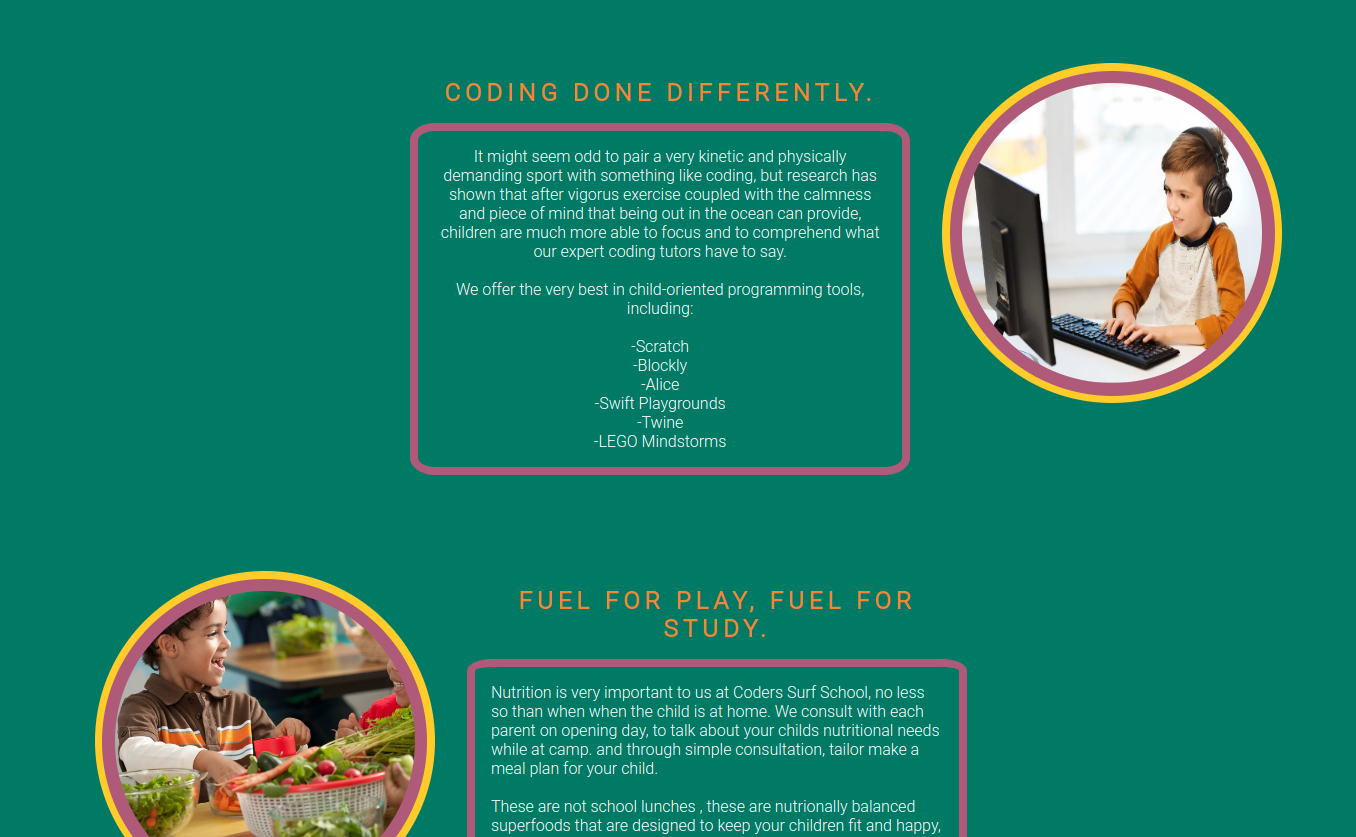 CODING DONE DIFFERENTLY.
It might seem odd to pair a very kinetic and physically
demanding sport with something like coding, but research has
shown that after vigorus exercise coupled with the calmness
and piece of mind that being out in the ocean can provide,
children are much more able to focus and to comprehend what
our expert coding tutors have to say.
We offer the very best in child-oriented programming tools,
including:
-Scratch
-Blockly
-Alice
-Swift Playgrounds
-Twine
-LEGO Mindstorms
FUEL FOR PLAY, FUEL FOR
STUDY.
Nutrition is very important to us at Coders Surf School, no less
so than when when the child is at home. We consult with each
parent on opening day, to talk about your childs nutritional needs
while at camp. and through simple consultation, tailor make a
meal plan for your child.
These are not school lunches , these are nutrionally balanced
superfoods that are designed to keep your children fit and happy,